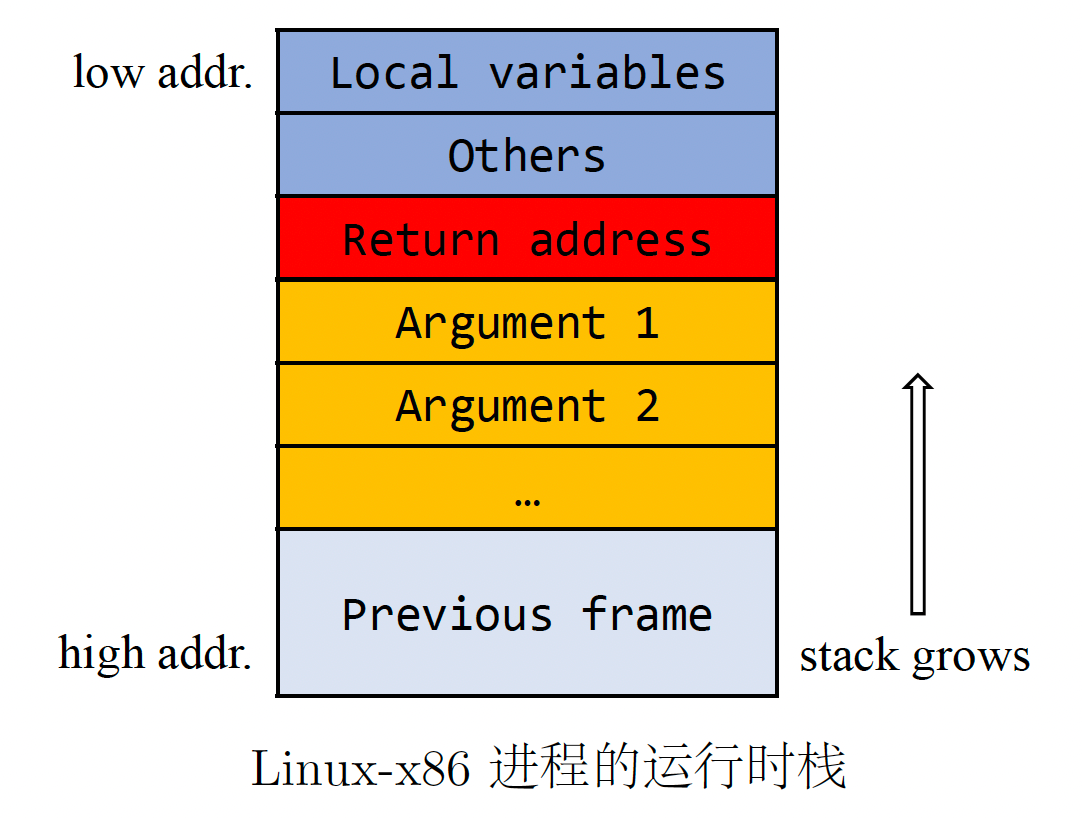 low addr.
Local variables
Others
Return address
Argument 1
Argument 2
…
Previous frame
high addr.
stack grows
Linux-x86 进程的运行时栈